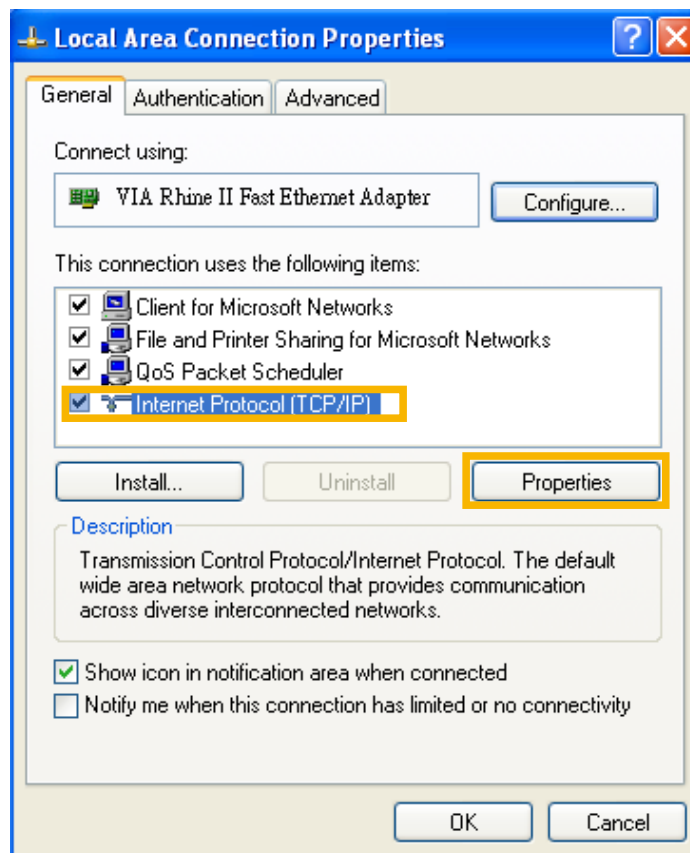 Local Area Connection Properties
General Authentication Advanced
Connect using:
VIA Rhine II Fast Ethernet Adapter Configure...
This connection uses the following items:
Client for Microsoft Networks
File and Printer Sharing for Microsoft Networks
QoS Packet Scheduler
Internet Protocol (TCP/IP)
Install... Uninstall Properties
Description
Transmission Control Protocol/Internet Protocol. The default
wide area network protocol that provides communication
across diverse interconnected networks.
Show icon in notification area when connected
Notify me when this connection has limited or no connectivity
OK Cancel